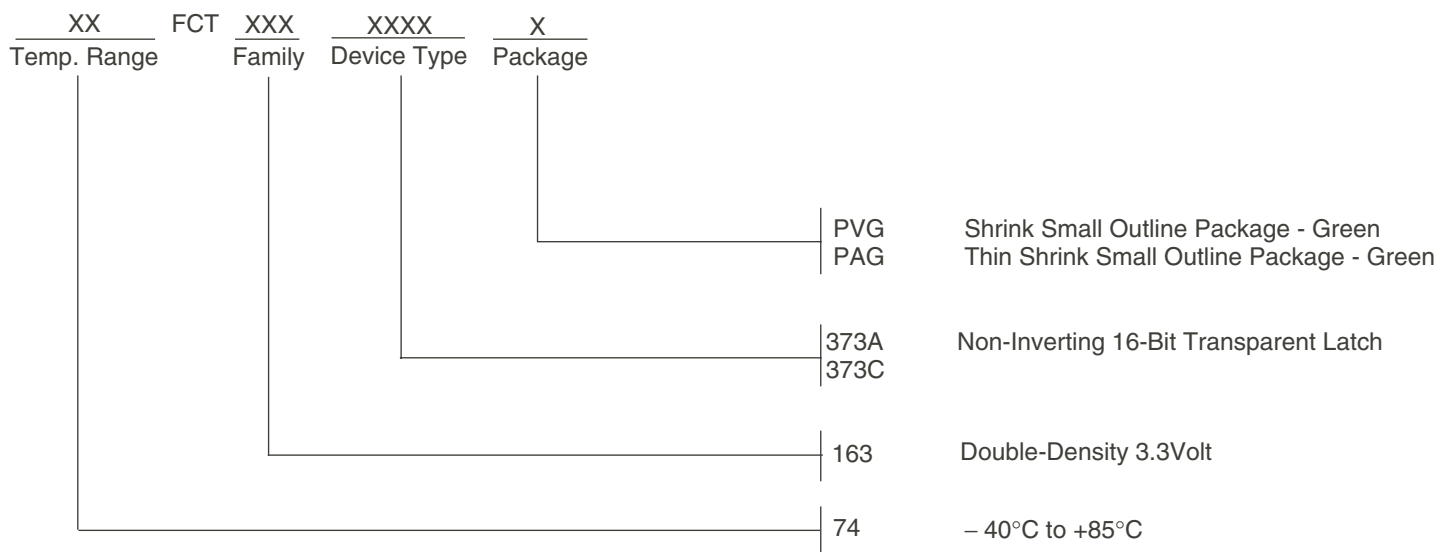 XX FCT XXX XXXX X
Temp. Range Family Device Type Package
PVG Shrink Small Outline Package - Green
PAG Thin Shrink Small Outline Package - Green
373A Non-Inverting 16-Bit Transparent Latch
373C
163 Double-Density 3.3Volt
74 – 40°C to +85°C